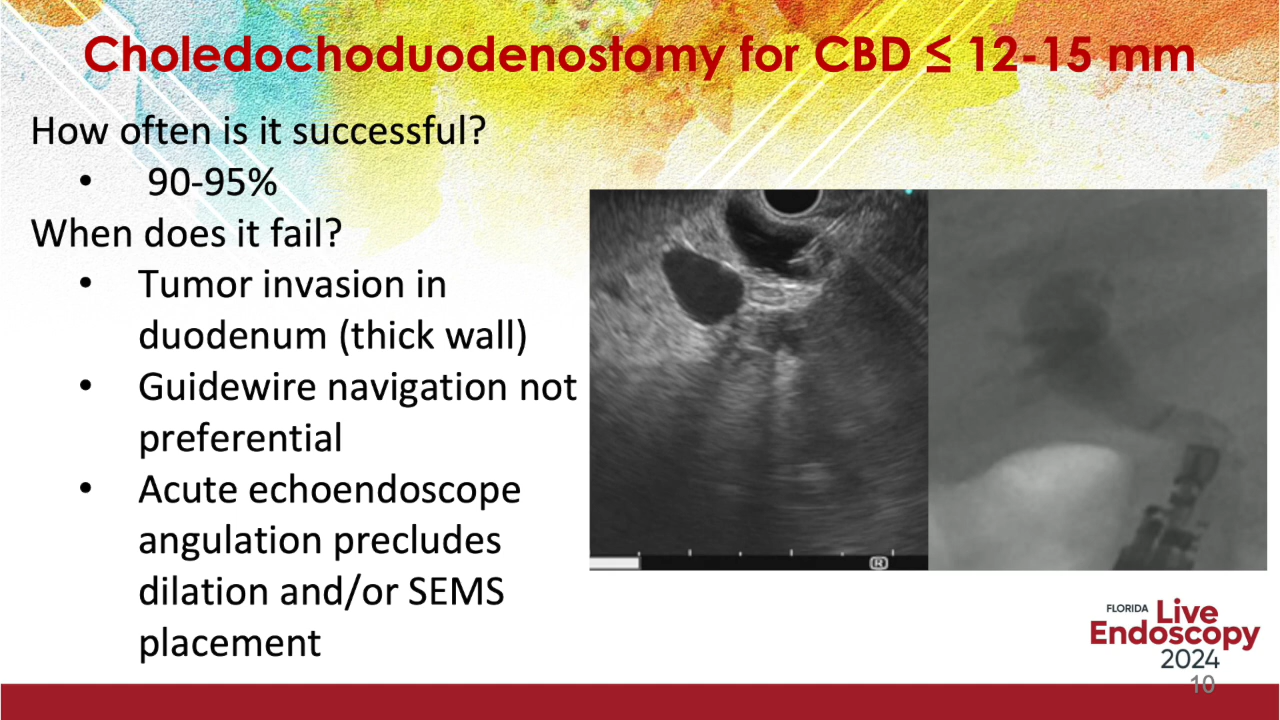 Choledochoduodenostomy for CBD ≤ 12-15 mm
How often is it successful?
• 90-95%
When does it fail?
• Tumor invasion in
duodenum (thick wall)
• Guidewire navigation not
preferential
• Acute echoendoscope
angulation precludes
dilation and/or SEMS
placement
R
FLORIDA Live
Endoscopy
2024
10